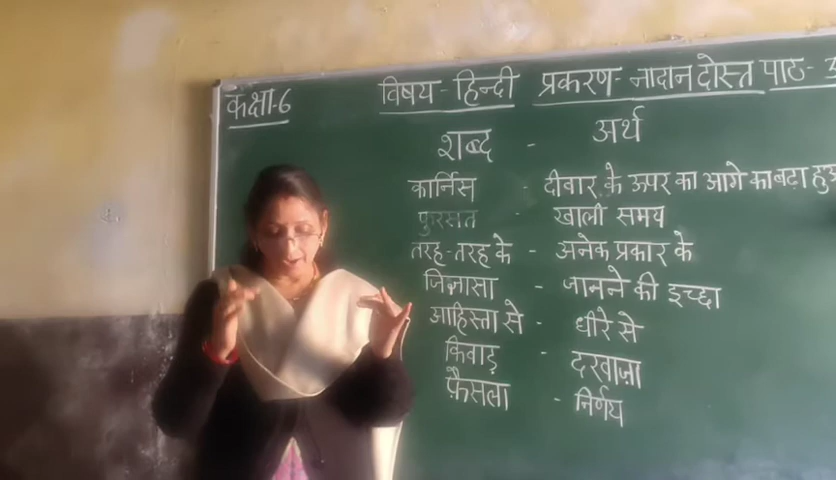 कक्षा-6 विषय-हिन्दी प्रकरण-नादान दोस्त पाठ-
शब्द - अर्थ
कार्निस - दीवार के ऊपर का आगे का बढ़ा
फुरसत - खाली समय
तरह-तरह के - अनेक प्रकार के
जिज्ञासा - जानने की इच्छा
आहिस्ता से - धीरे से
किवाड़ - दरवाज़ा
फ़ैसला - निर्णय